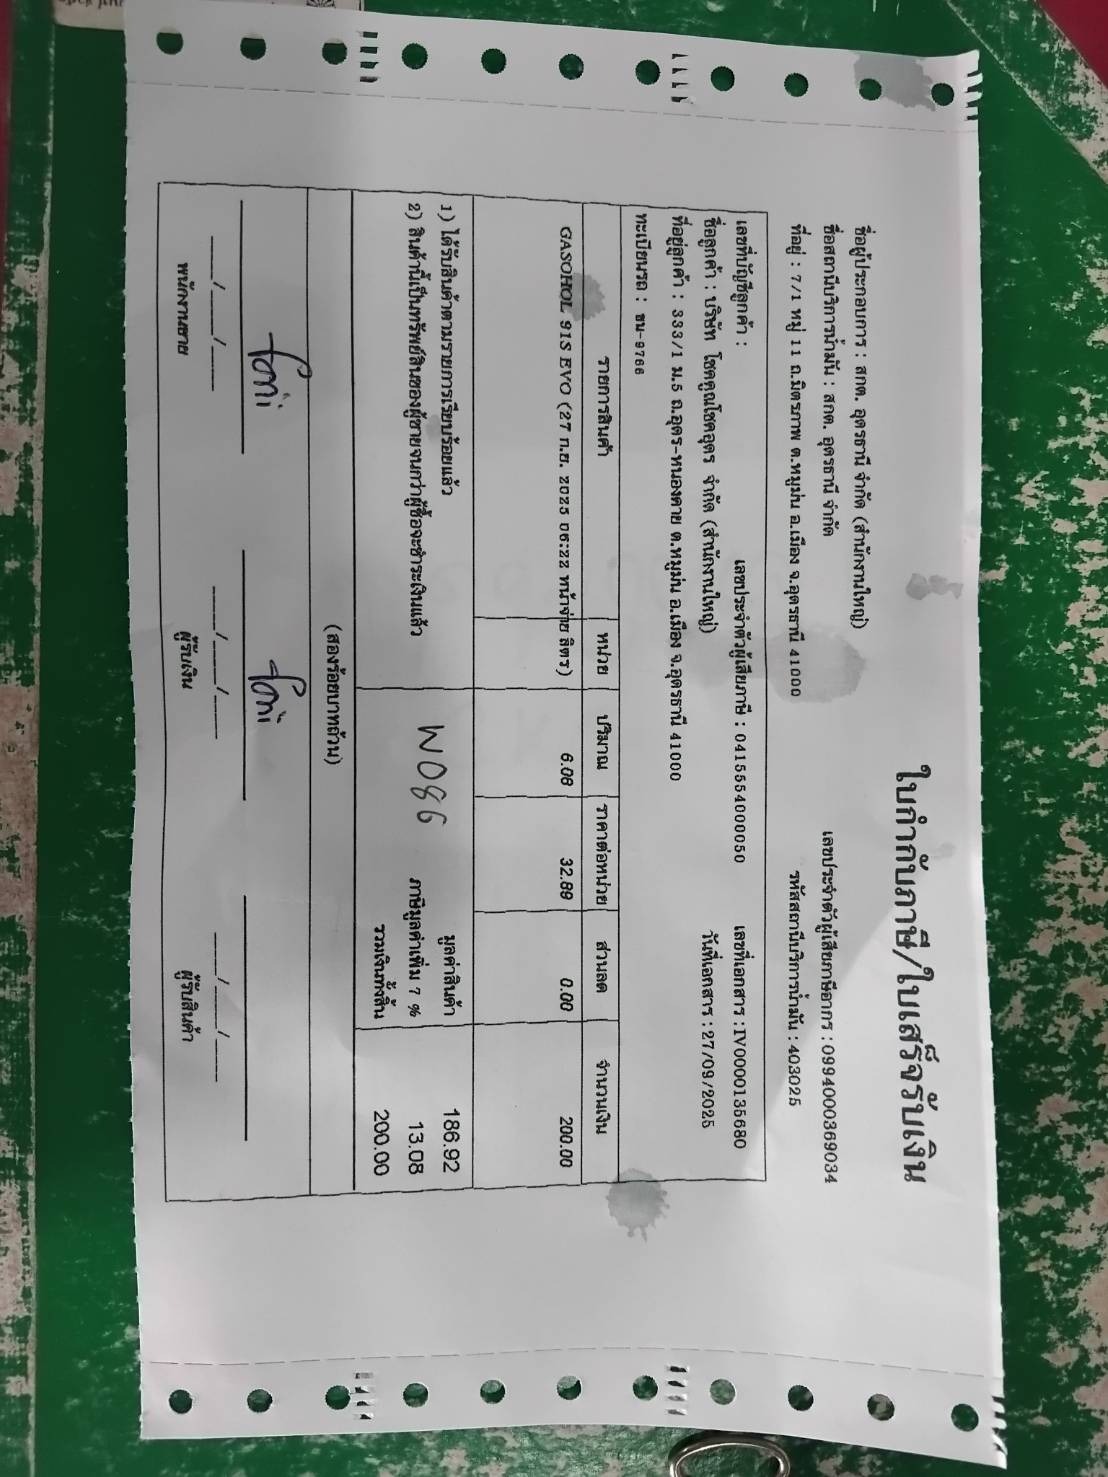 ใบกำกับภาษี/ใบเสร็จรับเงิน
ชื่อผู้ประกอบการ : สกต. อุดรธานี จำกัด (สำนักงานใหญ่)
เลขประจำตัวผู้เสียภาษีอากร : 0994000369034
ชื่อสถานีบริการน้ำมัน : สกต. อุดรธานี จำกัด
รหัสสถานีบริการน้ำมัน : 403025
ที่อยู่ : 7/1 หมู่ 11 ถ.มิตรภาพ ต.หมูม่น อ.เมือง จ.อุดรธานี 41000
เลขที่บัญชีลูกค้า : เลขประจำตัวผู้เสียภาษี : 0415554000050 เลขที่เอกสาร : IV0000135680
ชื่อลูกค้า : บริษัท โชคคูณโชคอุดร จำกัด (สำนักงานใหญ่) วันที่เอกสาร : 27/09/2025
ที่อยู่ลูกค้า : 333/1 ม.5 ถ.อุดร-หนองคาย ต.หมูม่น อ.เมือง จ.อุดรธานี 41000
ทะเบียนรถ : ขน-9766
รายการสินค้า หน่วย ปริมาณ ราคาต่อหน่วย ส่วนลด จำนวนเงิน
GASOHOL 91S EVO (27 ก.ย. 2025 06:22 หน้าจ่าย ลิตร) 6.08 32.89 0.00 200.00
1) ได้รับสินค้าตามรายการเรียบร้อยแล้ว มูลค่าสินค้า 186.92
2) สินค้านี้เป็นทรัพย์สินของผู้ขายจนกว่าผู้ซื้อจะชำระเงินแล้ว W086 ภาษีมูลค่าเพิ่ม 7 % 13.08
รวมเงินทั้งสิ้น 200.00
(สองร้อยบาทถ้วน)
___/___/___ ___/___/___ ___/___/___
พนักงานขาย ผู้รับเงิน ผู้รับสินค้า